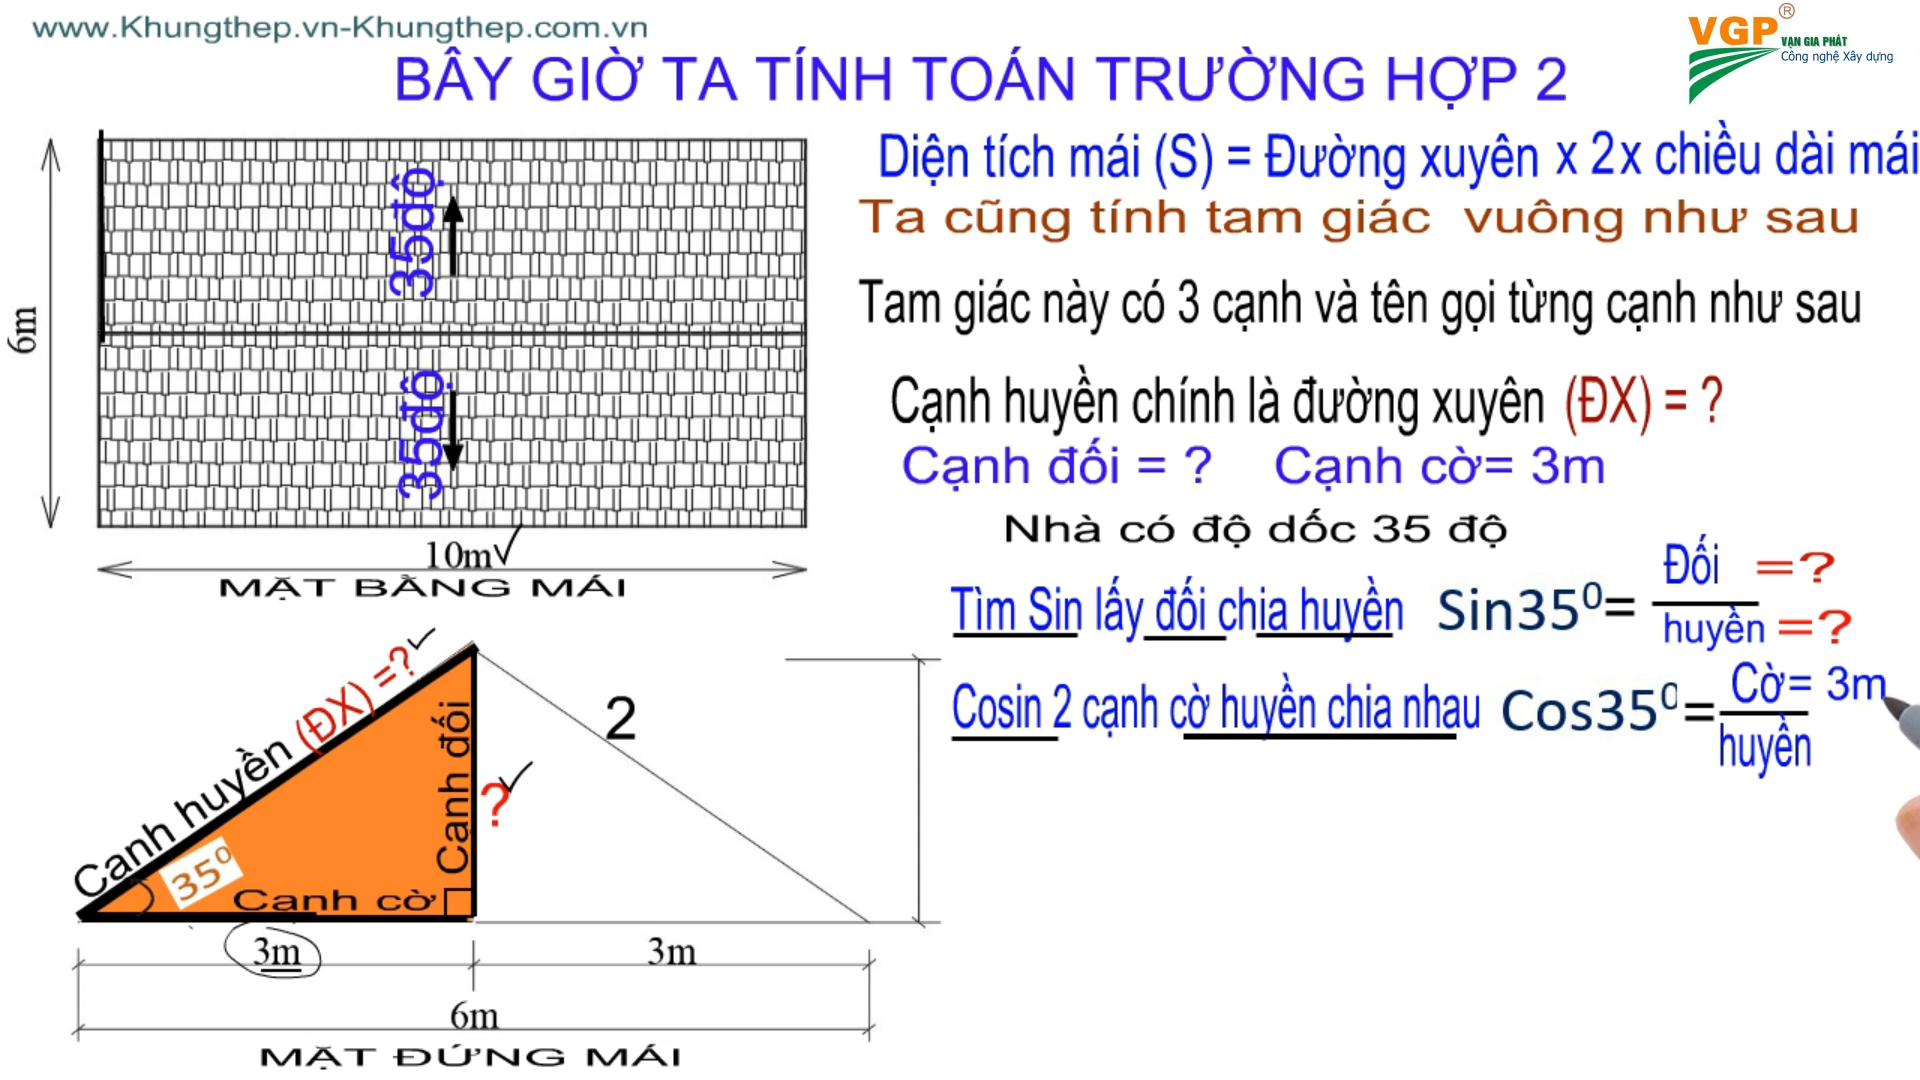 www.Khungthep.vn-Khungthep.com.vn
VGP®
VẠN GIA PHÁT
Công nghệ Xây dựng
BÂY GIỜ TA TÍNH TOÁN TRƯỜNG HỢP 2
Diện tích mái (S) = Đường xuyên x 2x chiều dài mái
Ta cũng tính tam giác vuông như sau
Tam giác này có 3 cạnh và tên gọi từng cạnh như sau
Cạnh huyền chính là đường xuyên (ĐX) = ?
Cạnh đối = ? Cạnh cờ= 3m
Nhà có độ dốc 35 độ
Tìm Sin lấy đối chia huyền Sin35⁰= Đối =?
huyền =?
Cosin 2 cạnh cờ huyền chia nhau Cos35⁰= Cờ= 3m
huyền
6m
35độ
35độ
10m
MẶT BẰNG MÁI
Cạnh huyền (ĐX) =?
Cạnh đối
?
2
35⁰
Cạnh cờ
3m
3m
6m
MẶT ĐỨNG MÁI